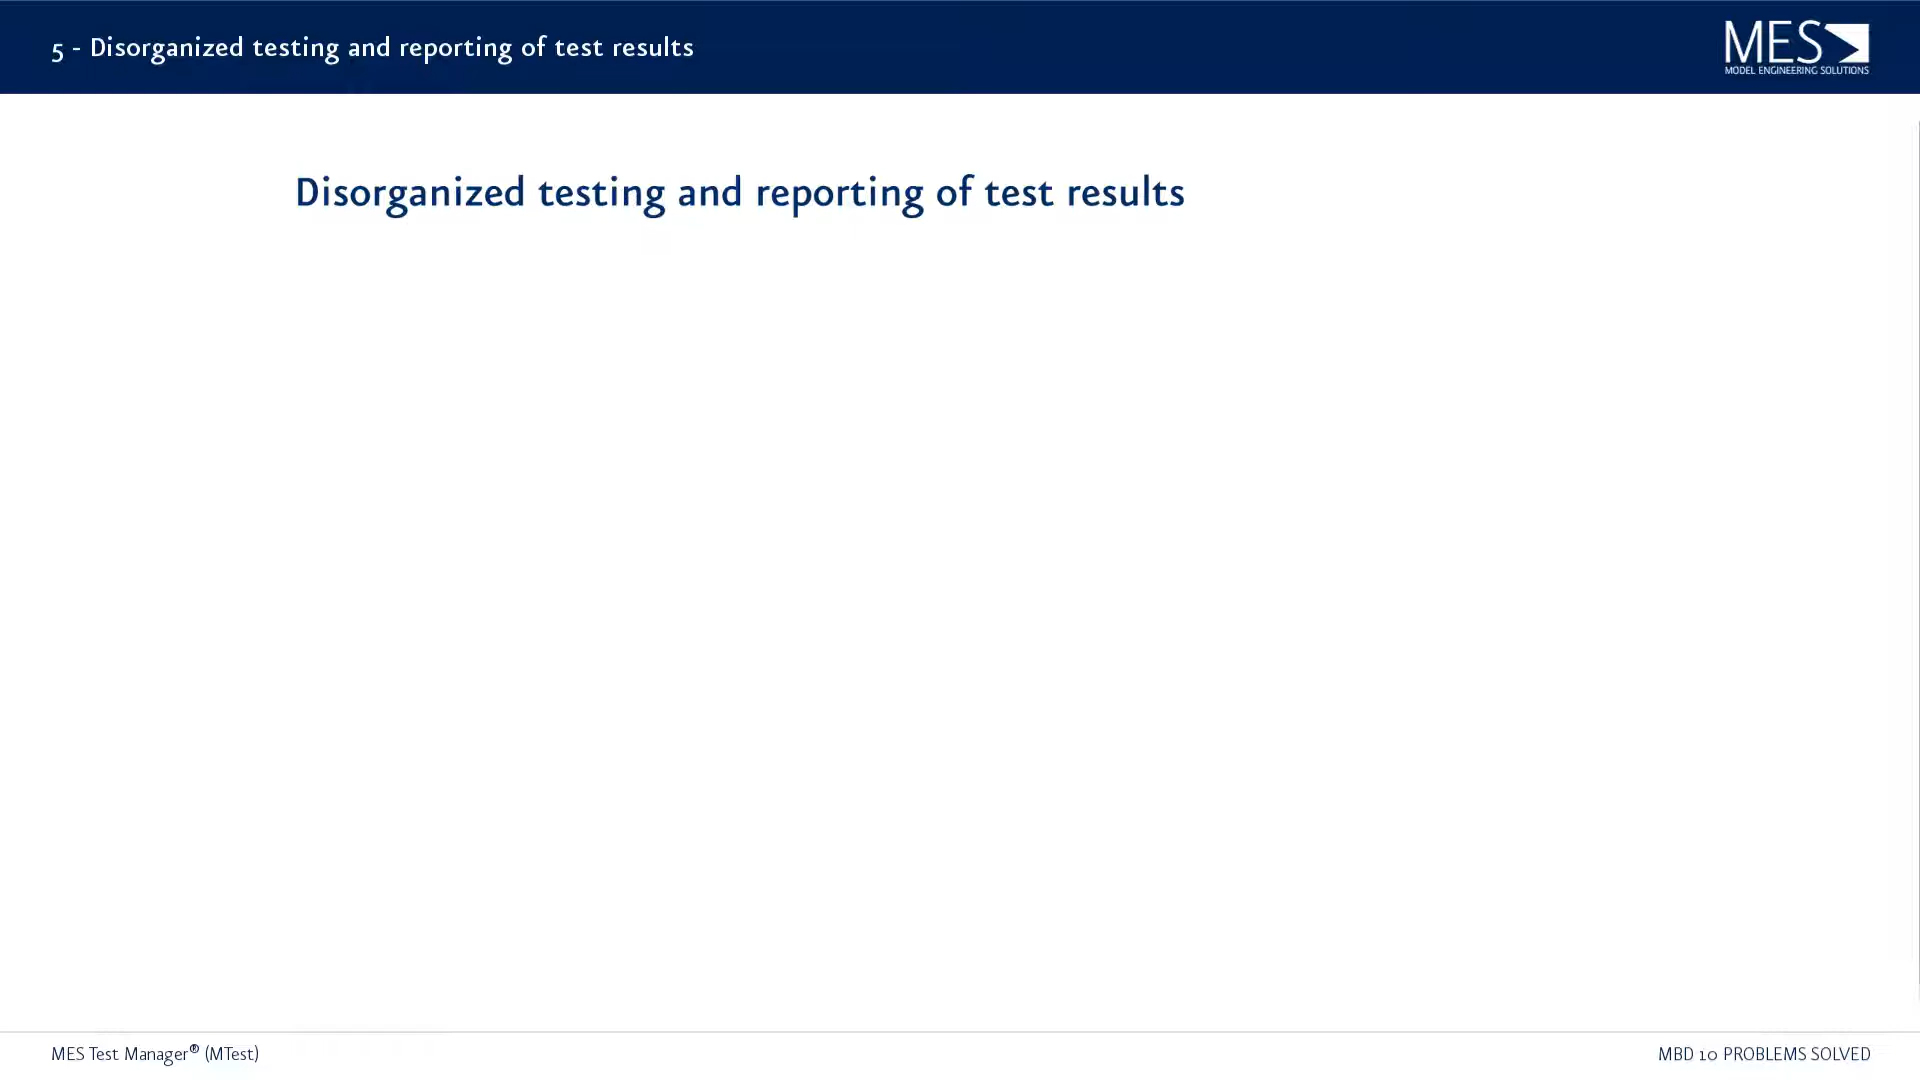 5 - Disorganized testing and reporting of test results
MES
MODEL ENGINEERING SOLUTIONS
Disorganized testing and reporting of test results
MES Test Manager® (MTest)
MBD 10 PROBLEMS SOLVED